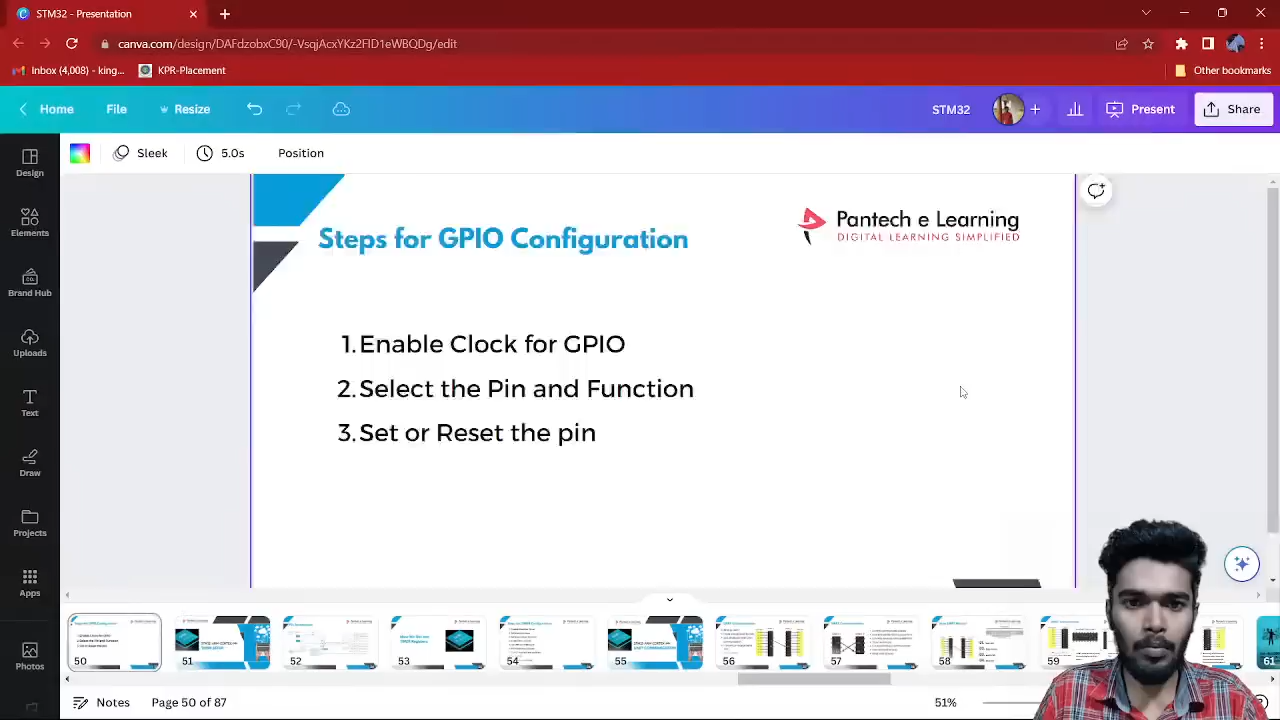 STM32 - Presentation
canva.com/design/DAFdzobxC90/-VsqjAcxYKz2FID1eWBQDg/edit
Inbox (4,008) - king...
KPR-Placement
Other bookmarks
Home
File
Resize
STM32
Present
Share
Design
Sleek
5.0s
Position
Elements
Brand Hub
Uploads
Text
Draw
Projects
Apps
Photos
Steps for GPIO Configuration
Pantech e Learning
DIGITAL LEARNING SIMPLIFIED
1. Enable Clock for GPIO
2. Select the Pin and Function
3. Set or Reset the pin
50
51
52
53
54
55
56
57
58
59
61
Notes
Page 50 of 87
51%